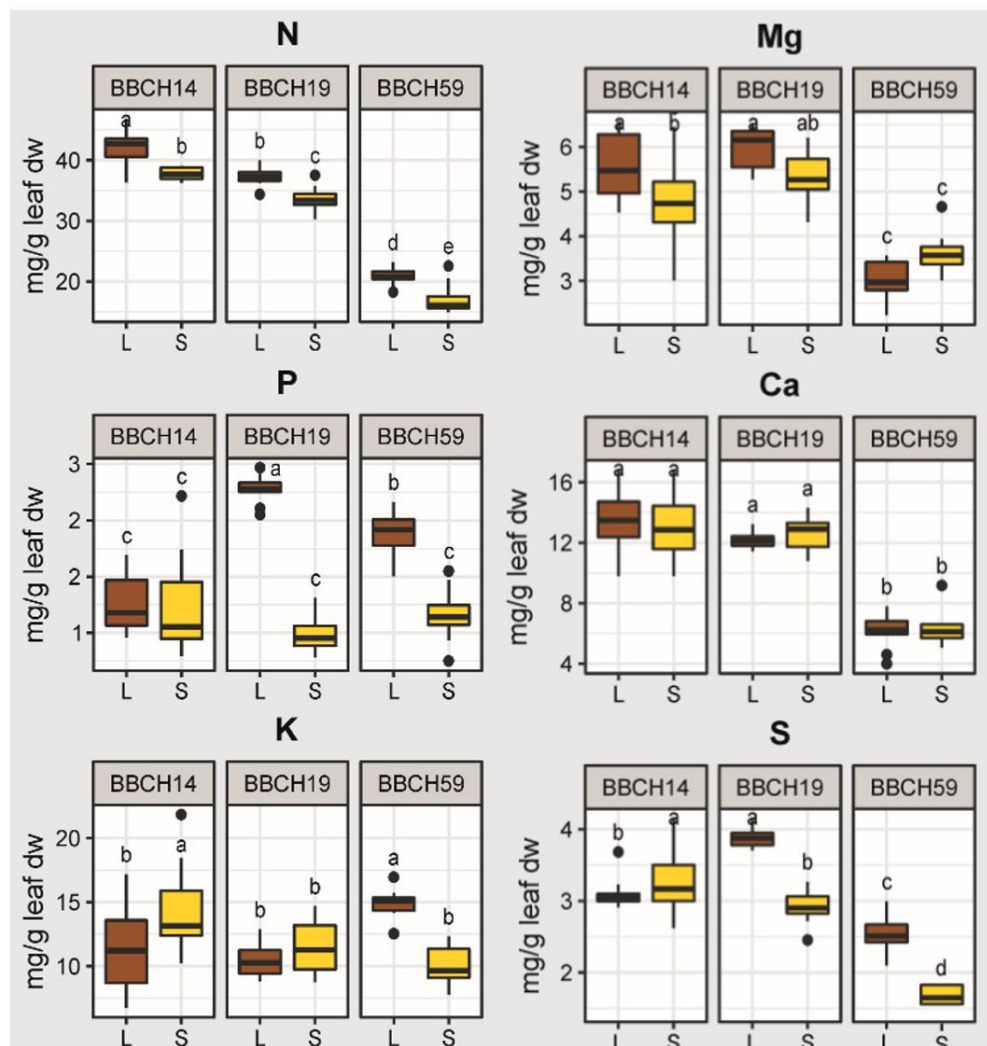 N
BBCH14 BBCH19 BBCH59
mg/g leaf dw
40
30
20
a b b c d e
L S L S L S
Mg
BBCH14 BBCH19 BBCH59
mg/g leaf dw
6
5
4
3
a b a ab c c
L S L S L S
P
BBCH14 BBCH19 BBCH59
mg/g leaf dw
3
2
2
1
c c a c b c
L S L S L S
Ca
BBCH14 BBCH19 BBCH59
mg/g leaf dw
16
12
8
4
a a a a b b
L S L S L S
K
BBCH14 BBCH19 BBCH59
mg/g leaf dw
20
15
10
b a b b a b
L S L S L S
S
BBCH14 BBCH19 BBCH59
mg/g leaf dw
4
3
2
b a a b c d
L S L S L S